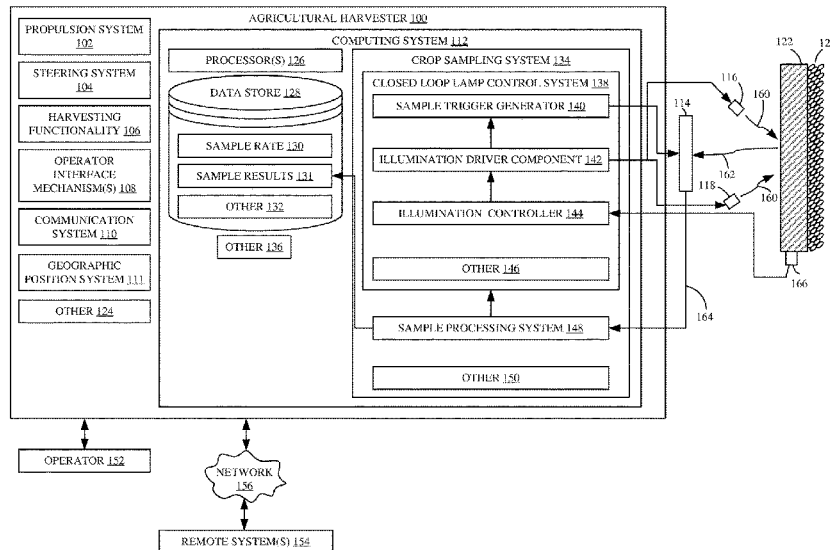 AGRICULTURAL HARVESTER 100
PROPULSION SYSTEM
102
STEERING SYSTEM
104
HARVESTING
FUNCTIONALITY 106
OPERATOR
INTERFACE
MECHANISM(S) 108
COMMUNICATION
SYSTEM 110
GEOGRAPHIC
POSITION SYSTEM 111
OTHER 124
COMPUTING SYSTEM 112
PROCESSOR(S) 126
DATA STORE 128
SAMPLE RATE 130
SAMPLE RESULTS 131
OTHER 132
OTHER 136
CROP SAMPLING SYSTEM 134
CLOSED LOOP LAMP CONTROL SYSTEM 138
SAMPLE TRIGGER GENERATOR 140
ILLUMINATION DRIVER COMPONENT 142
ILLUMINATION CONTROLLER 144
OTHER 146
SAMPLE PROCESSING SYSTEM 148
OTHER 150
114
116
160
162
118
160
122
12
166
164
OPERATOR 152
NETWORK
156
REMOTE SYSTEM(S) 154